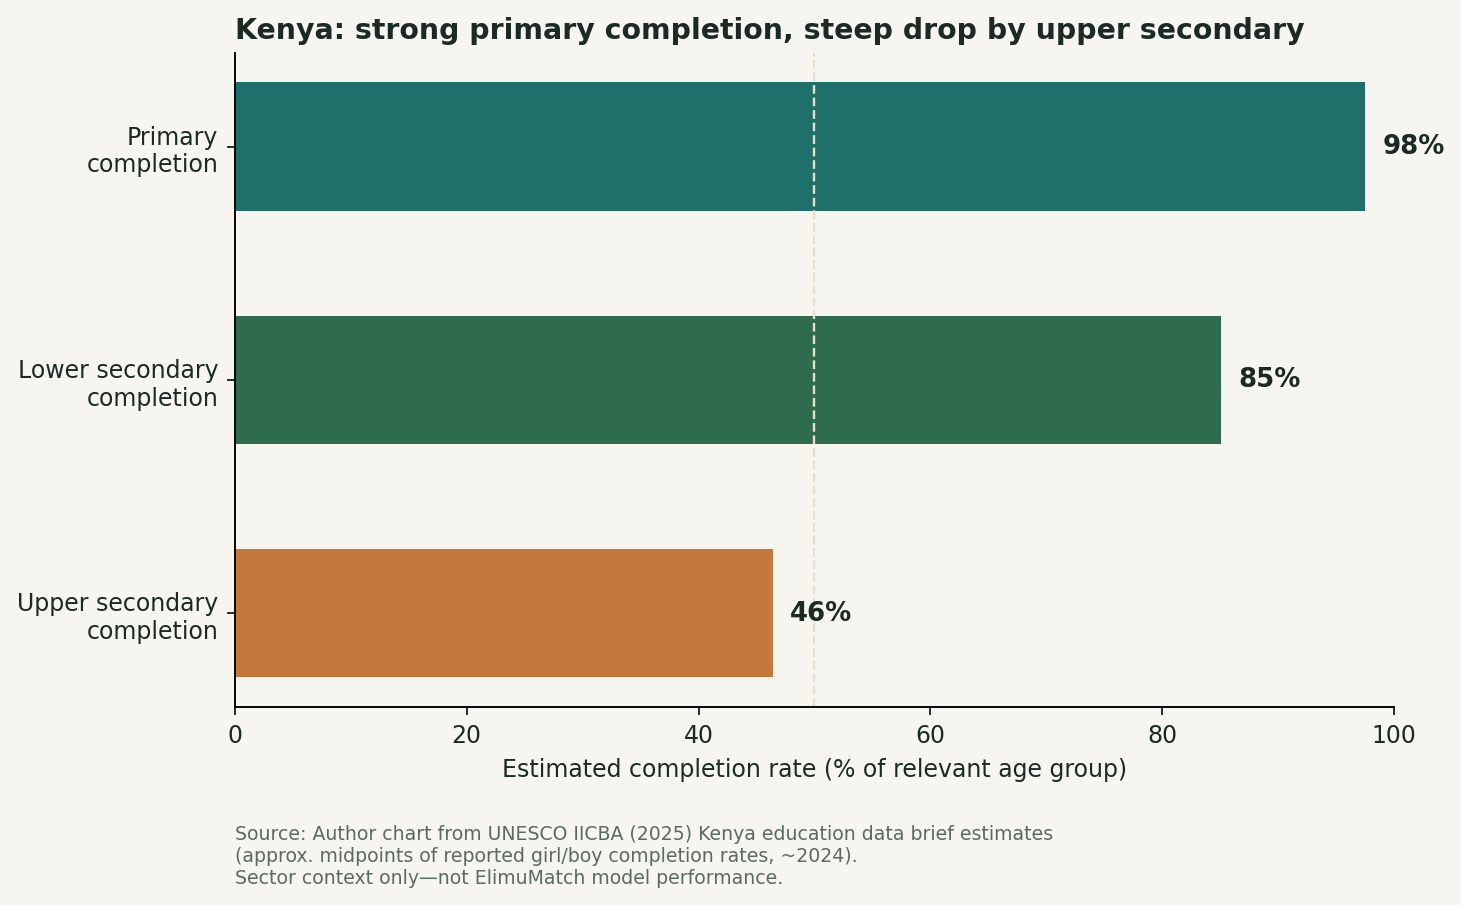 Kenya: strong primary completion, steep drop by upper secondary
Primary
completion
98%
Lower secondary
completion
85%
Upper secondary
completion
46%
0 20 40 60 80 100
Estimated completion rate (% of relevant age group)
Source: Author chart from UNESCO IICBA (2025) Kenya education data brief estimates
(approx. midpoints of reported girl/boy completion rates, ~2024).
Sector context only—not ElimuMatch model performance.